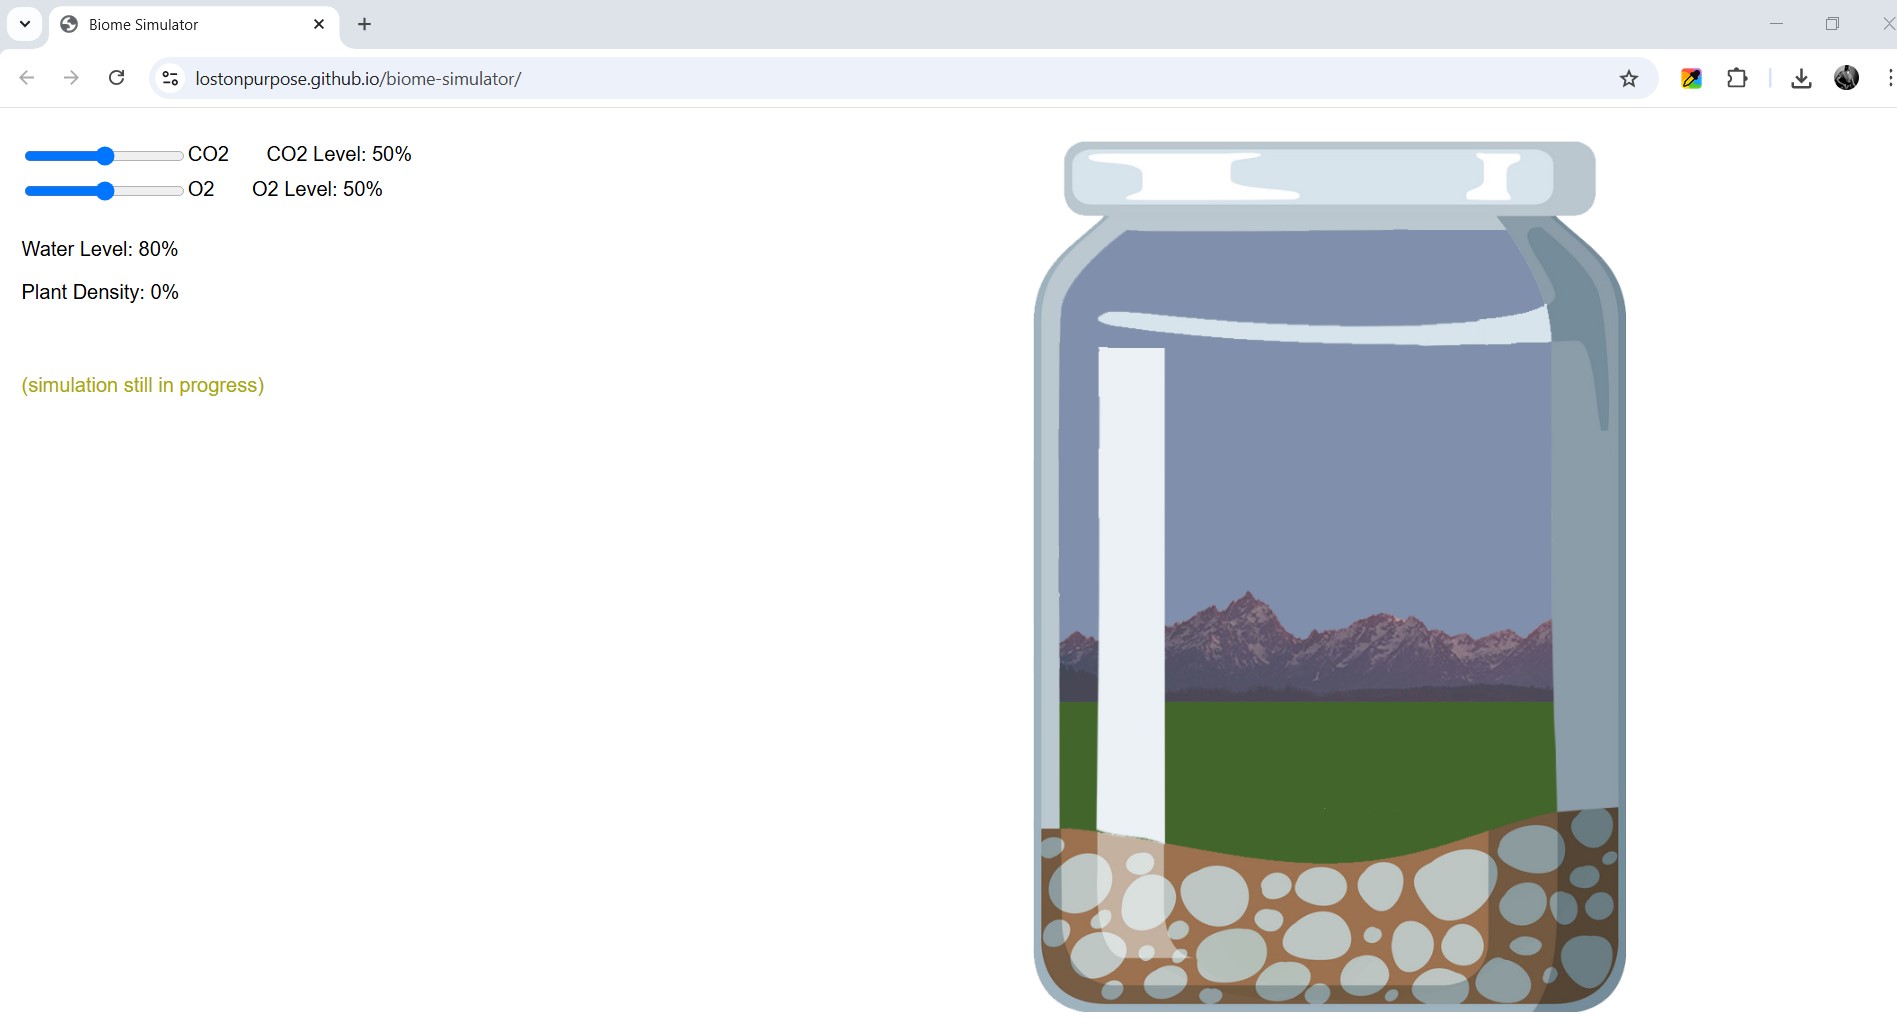 Biome Simulator
lostonpurpose.github.io/biome-simulator/
CO2 CO2 Level: 50%
O2 O2 Level: 50%
Water Level: 80%
Plant Density: 0%
(simulation still in progress)